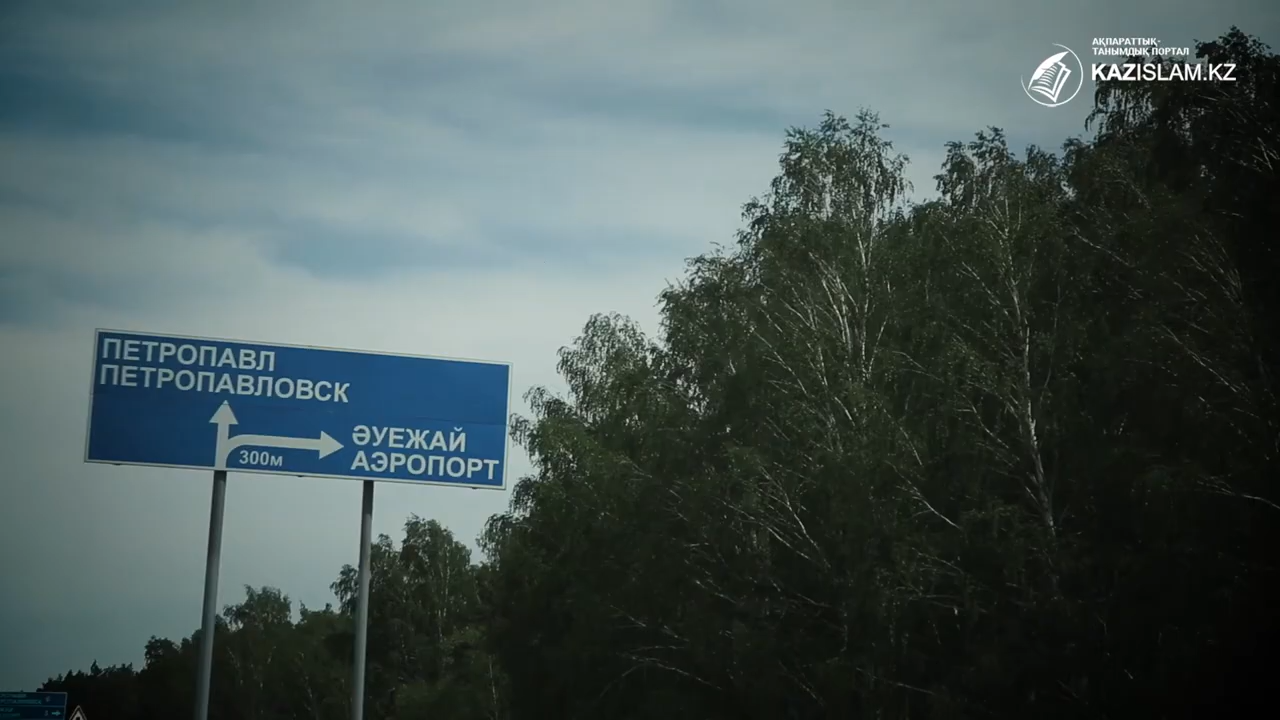 АҚПАРАТТЫҚ-
ТАНЫМДЫҚ ПОРТАЛ
KAZISLAM.KZ
ПЕТРОПАВЛ
ПЕТРОПАВЛОВСК
300м
ӘУЕЖАЙ
АЭРОПОРТ